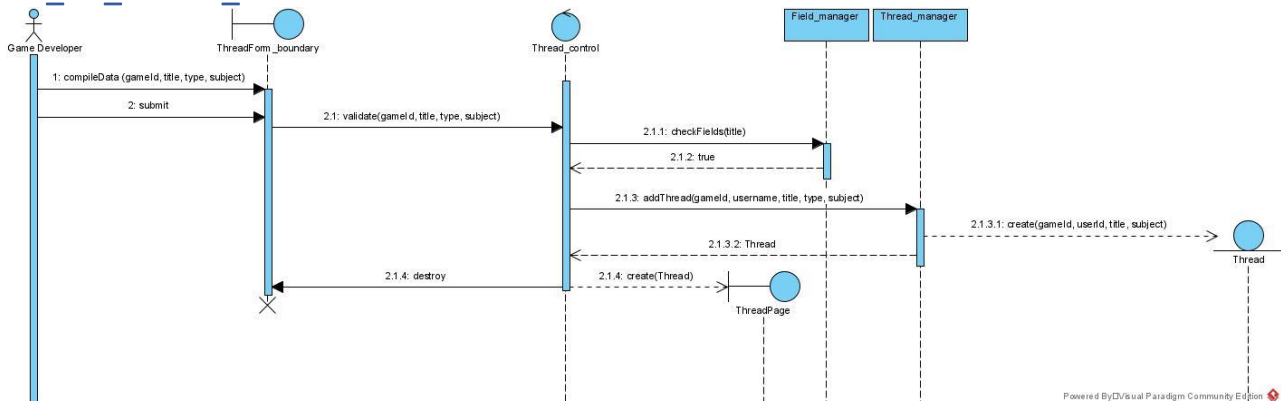 Field_manager
Thread_manager
Game Developer
ThreadForm_boundary
Thread_control
1: compileData (gameId, title, type, subject)
2: submit
2.1: validate(gameId, title, type, subject)
2.1.1: checkFields(title)
2.1.2: true
2.1.3: addThread(gameId, username, title, type, subject)
2.1.3.1: create(gameId, userId, title, subject)
2.1.3.2: Thread
Thread
2.1.4: destroy
2.1.4: create(Thread)
ThreadPage
Powered By□Visual Paradigm Community Edition